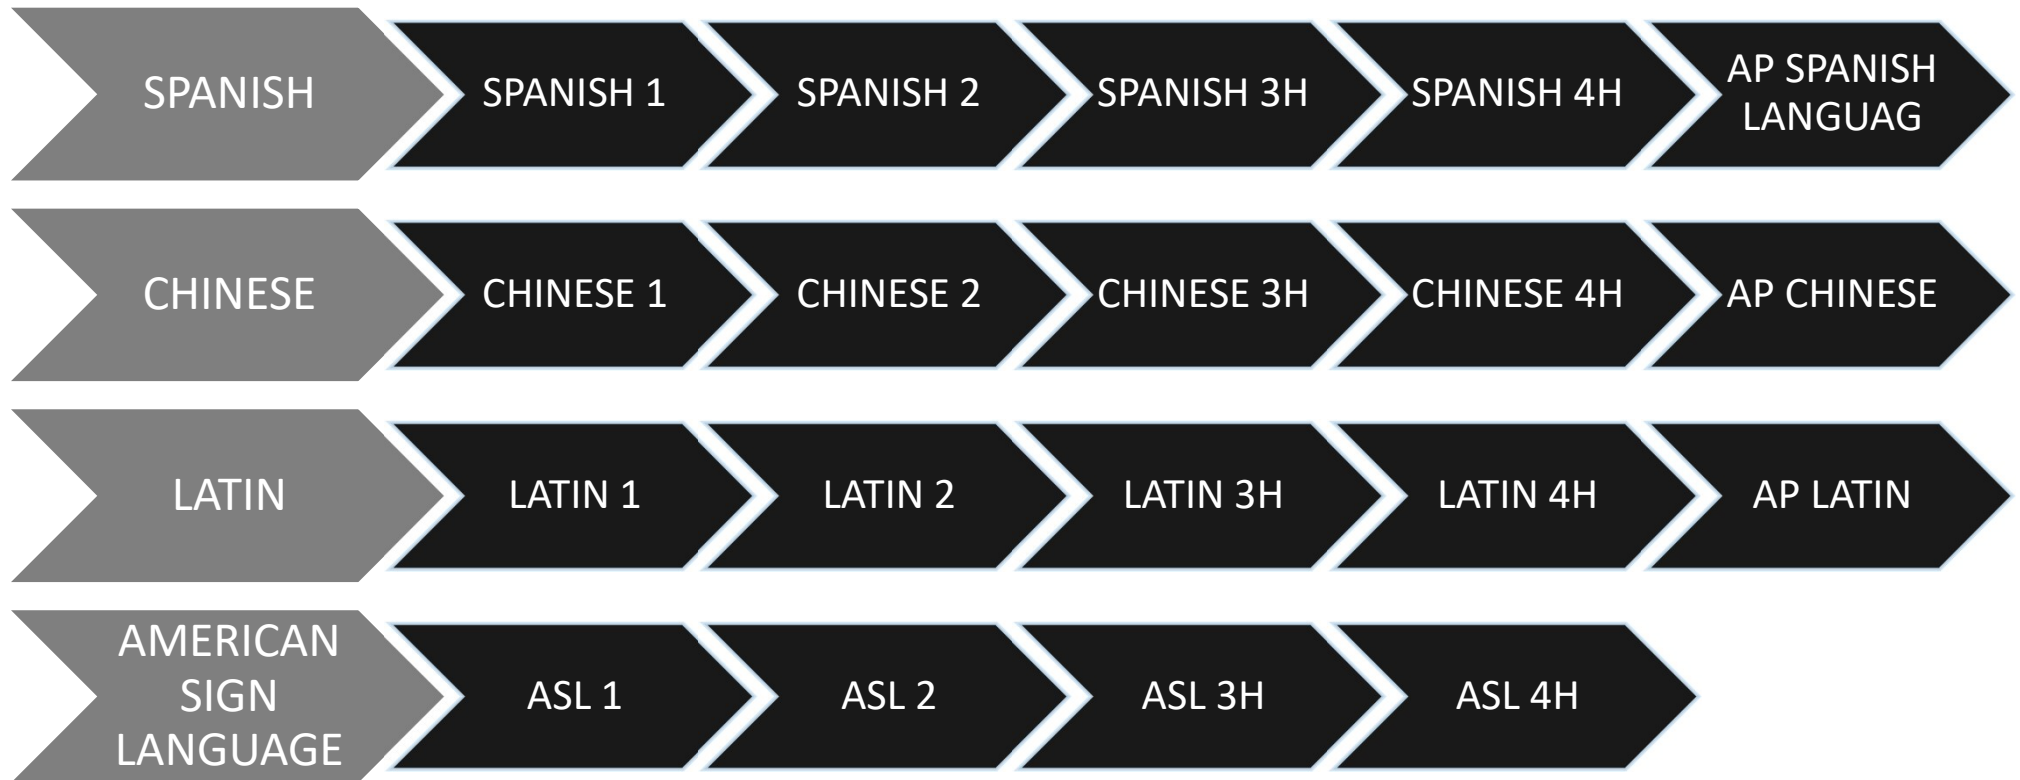 SPANISH
SPANISH 1
SPANISH 2
SPANISH 3H
SPANISH 4H
AP SPANISH
LANGUAG
CHINESE
CHINESE 1
CHINESE 2
CHINESE 3H
CHINESE 4H
AP CHINESE
LATIN
LATIN 1
LATIN 2
LATIN 3H
LATIN 4H
AP LATIN
AMERICAN
SIGN
LANGUAGE
ASL 1
ASL 2
ASL 3H
ASL 4H